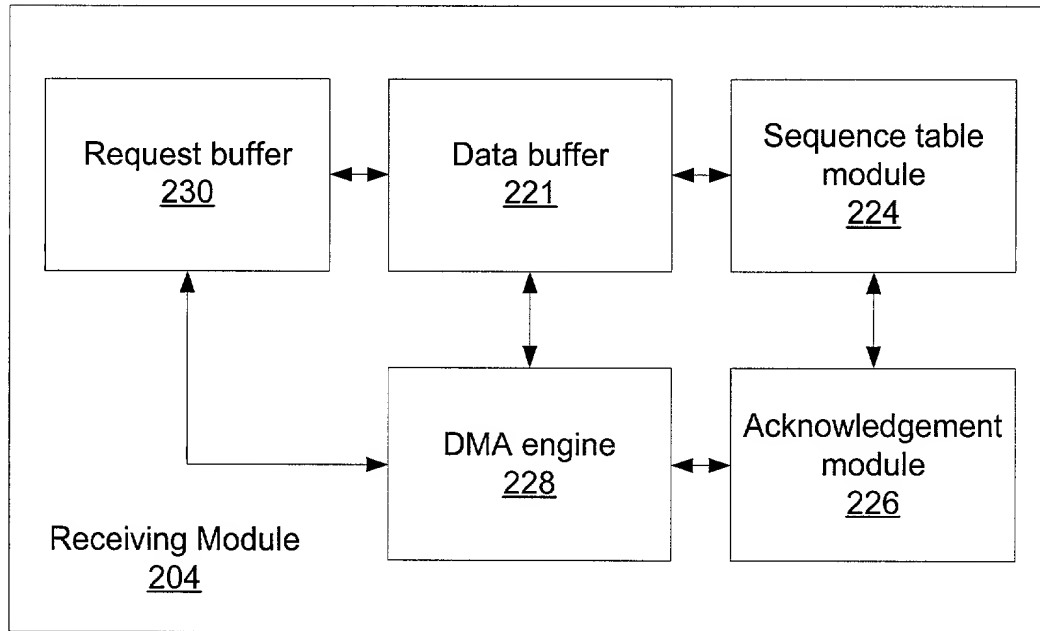 Request buffer
230
Data buffer
221
Sequence table
module
224
DMA engine
228
Acknowledgement
module
226
Receiving Module
204